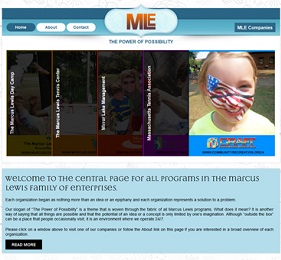 MLE
Home
About
Contact
MLE Companies
THE POWER OF POSSIBILITY
The Marcus Lewis Day Camp
The Marcus Lewis Tennis Center
Minuet Lake Management
Massachusetts Tennis Association
WELCOME TO THE CENTRAL PAGE FOR ALL PROGRAMS IN THE MARCUS
LEWIS FAMILY OF ENTERPRISES.
Each organization began as nothing more than an idea or an epiphany and each organization represents a solution to a problem.
Our slogan of "The Power of Possibility" is a theme that is woven through the fabric of all Marcus Lewis programs. What does it mean? It is another
way of saying that all things are possible and that the potential of an idea or a concept is only limited by one's imagination. Although "outside the box"
can be a place that people occasionally visit, it is an environment where we operate 24/7.
Please click on a window above to visit one of our companies or follow the About link on this page if you are interested in a broad overview of each
organization.
READ MORE